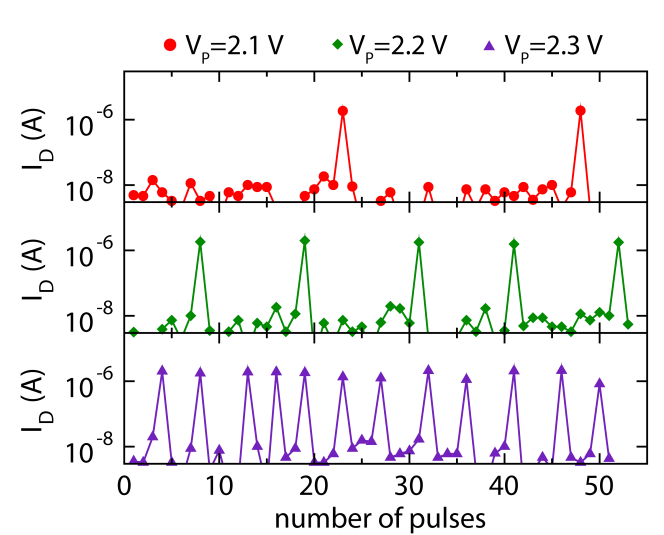 V_P=2.1 V V_P=2.2 V V_P=2.3 V
I_D (A)
10^-6
10^-8
I_D (A)
10^-6
10^-8
I_D (A)
10^-6
10^-8
0 10 20 30 40 50
number of pulses